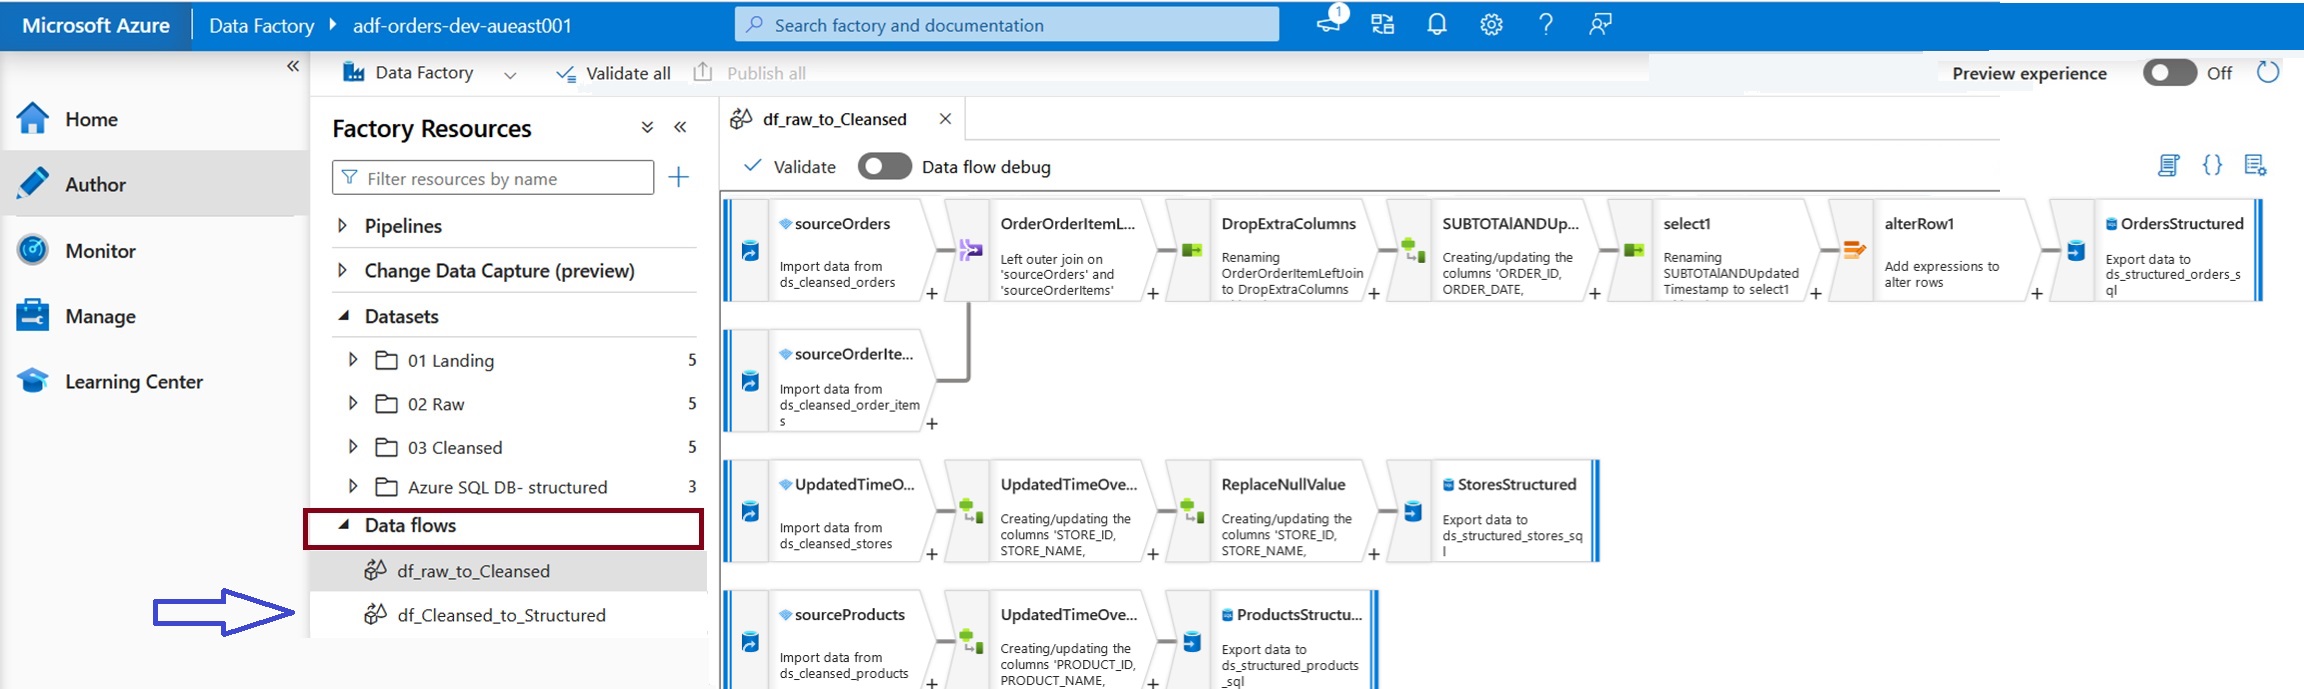 Microsoft Azure
Data Factory
adf-orders-dev-aueast001
Search factory and documentation
1
Home
Author
Monitor
Manage
Learning Center
Data Factory
Validate all
Publish all
Preview experience
Off
Factory Resources
Filter resources by name
Pipelines
Change Data Capture (preview)
Datasets
01 Landing 5
02 Raw 5
03 Cleansed 5
Azure SQL DB- structured 3
Data flows
df_raw_to_Cleansed
df_Cleansed_to_Structured
df_raw_to_Cleansed
Validate
Data flow debug
sourceOrders
Import data from
ds_cleansed_orders
OrderOrderItemL...
Left outer join on
'sourceOrders' and
'sourceOrderItems'
DropExtraColumns
Renaming
OrderOrderItemLeftJoin
to DropExtraColumns
SUBTOTAlANDUp...
Creating/updating the
columns 'ORDER_ID,
ORDER_DATE,
select1
Renaming
SUBTOTAlANDUpdated
Timestamp to select1
alterRow1
Add expressions to
alter rows
OrdersStructured
Export data to
ds_structured_orders_s
ql
sourceOrderIte...
Import data from
ds_cleansed_order_item
s
UpdatedTimeO...
Import data from
ds_cleansed_stores
UpdatedTimeOve...
Creating/updating the
columns 'STORE_ID,
STORE_NAME,
ReplaceNullValue
Creating/updating the
columns 'STORE_ID,
STORE_NAME,
StoresStructured
Export data to
ds_structured_stores_sq
l
sourceProducts
Import data from
ds_cleansed_products
UpdatedTimeOve...
Creating/updating the
columns 'PRODUCT_ID,
PRODUCT_NAME,
ProductsStructu...
Export data to
ds_structured_products
_sql